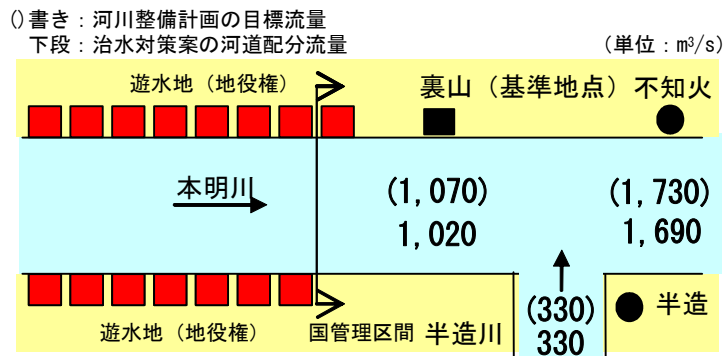 ()書き：河川整備計画の目標流量
下段：治水対策案の河道配分流量
(単位：m³/s)
遊水地（地役権）
裏山（基準地点）
不知火
本明川
(1,070)
1,020
(1,730)
1,690
(330)
330
半造
遊水地（地役権）
国管理区間
半造川